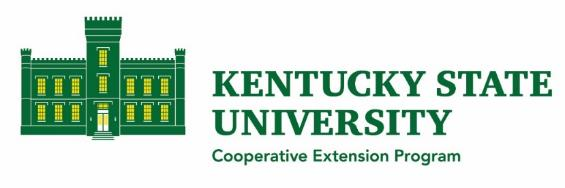 KENTUCKY STATE
UNIVERSITY
Cooperative Extension Program